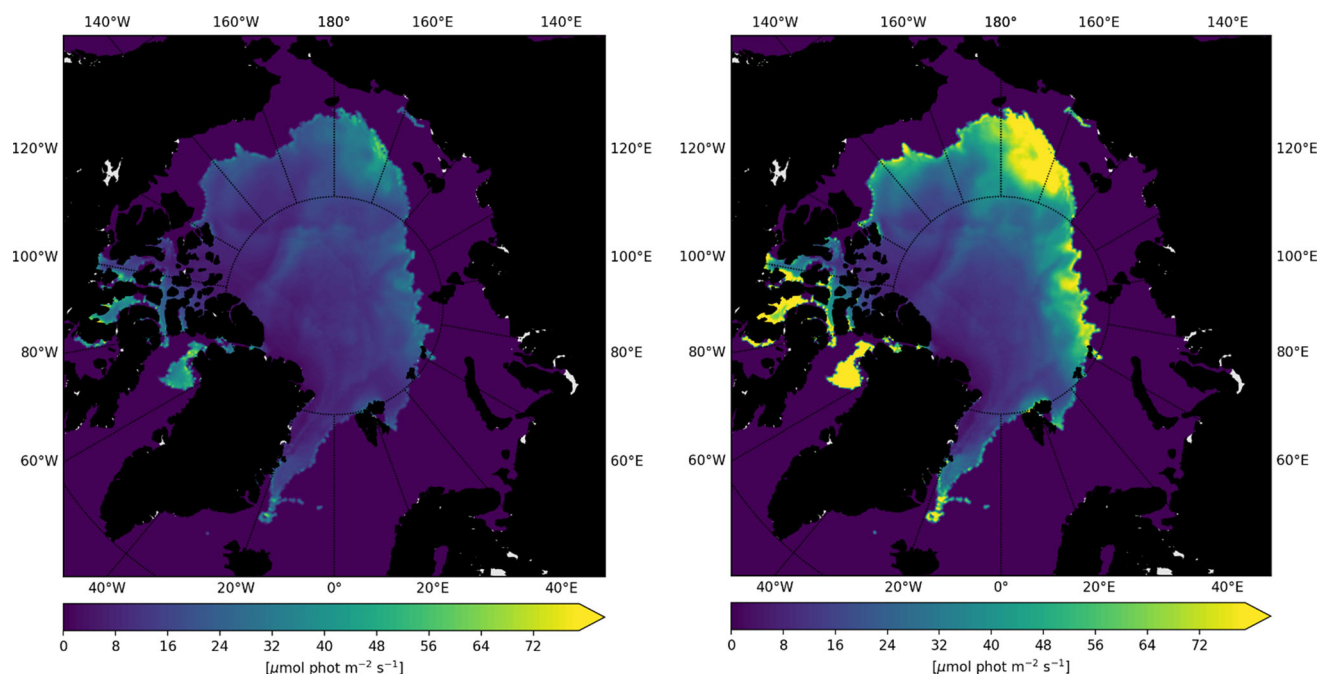 140°W 160°W 180° 160°E 140°E
140°W 160°W 180° 160°E 140°E
120°W 120°E 120°W 120°E
100°W 100°E 100°W 100°E
80°W 80°E 80°W 80°E
60°W 60°E 60°W 60°E
40°W 20°W 0° 20°E 40°E
40°W 20°W 0° 20°E 40°E
0 8 16 24 32 40 48 56 64 72
0 8 16 24 32 40 48 56 64 72
[μmol phot m⁻² s⁻¹]
[μmol phot m⁻² s⁻¹]